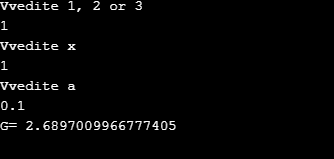 Vvedite 1, 2 or 3
1
Vvedite x
1
Vvedite a
0.1
G= 2.6897009966777405